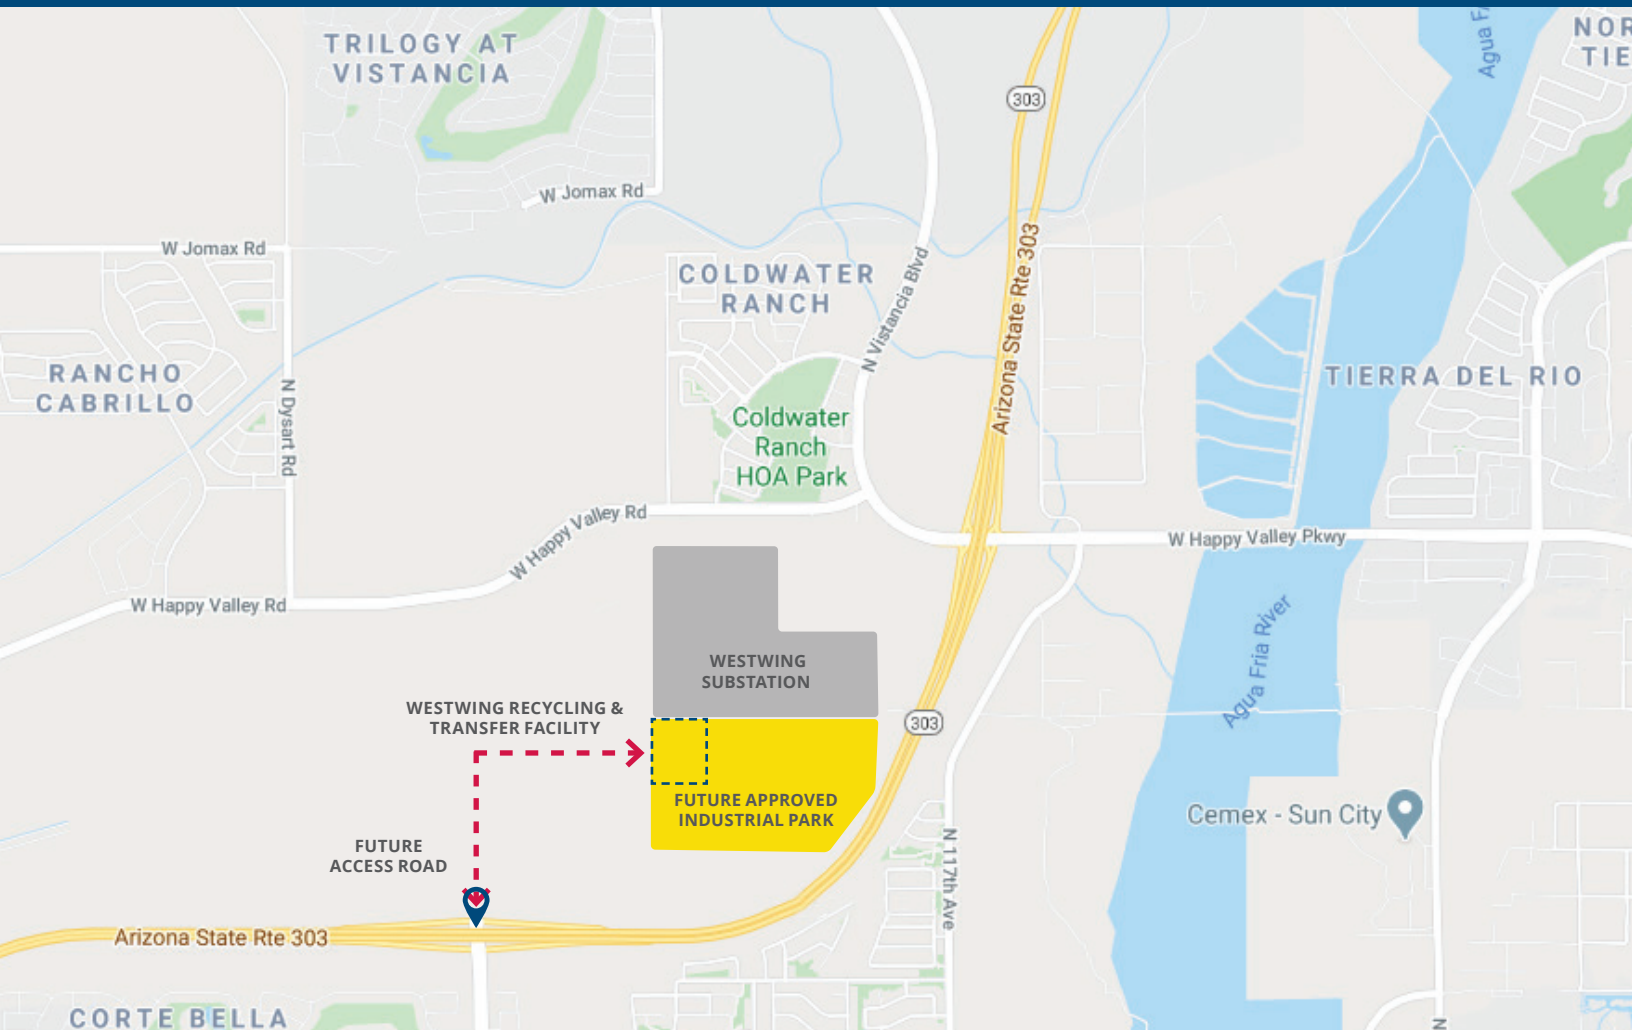 TRILOGY AT
VISTANCIA
303
Agua F
NOR
TIE
W Jomax Rd
W Jomax Rd
COLDWATER
RANCH
N Vistancia Blvd
Arizona State Rte 303
RANCHO
CABRILLO
N Dysart Rd
TIERRA DEL RIO
Coldwater
Ranch
HOA Park
W Happy Valley Rd
W Happy Valley Pkwy
W Happy Valley Rd
Agua Fria River
WESTWING
SUBSTATION
WESTWING RECYCLING &
TRANSFER FACILITY
303
FUTURE APPROVED
INDUSTRIAL PARK
Cemex - Sun City
FUTURE
ACCESS ROAD
N 117th Ave
Arizona State Rte 303
CORTE BELLA
N